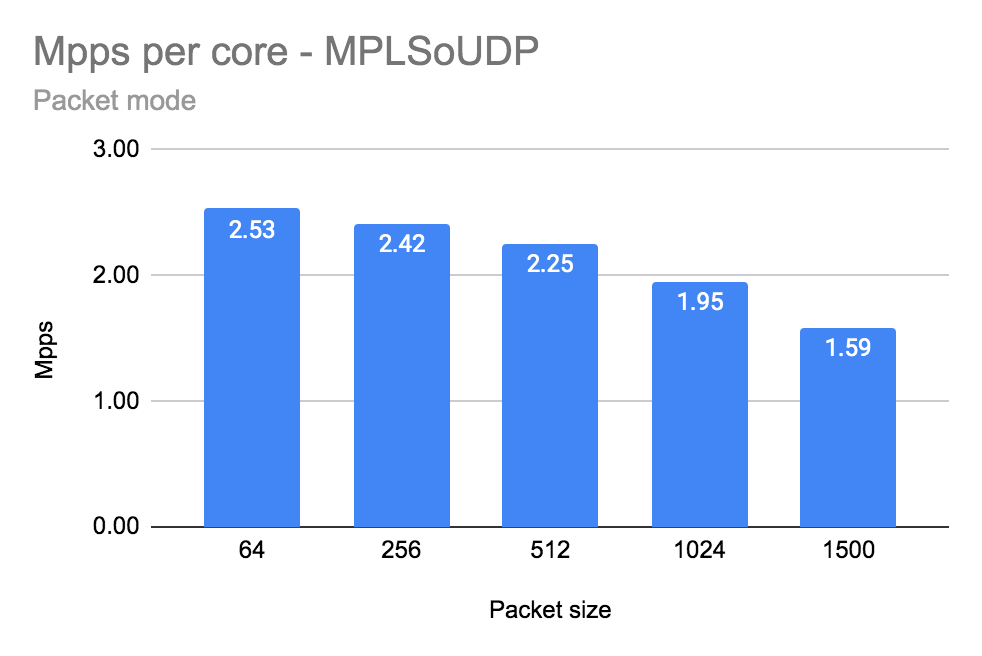 Mpps per core - MPLSoUDP
Packet mode
3.00
2.00
1.00
0.00
Mpps
2.53
2.42
2.25
1.95
1.59
64 256 512 1024 1500
Packet size